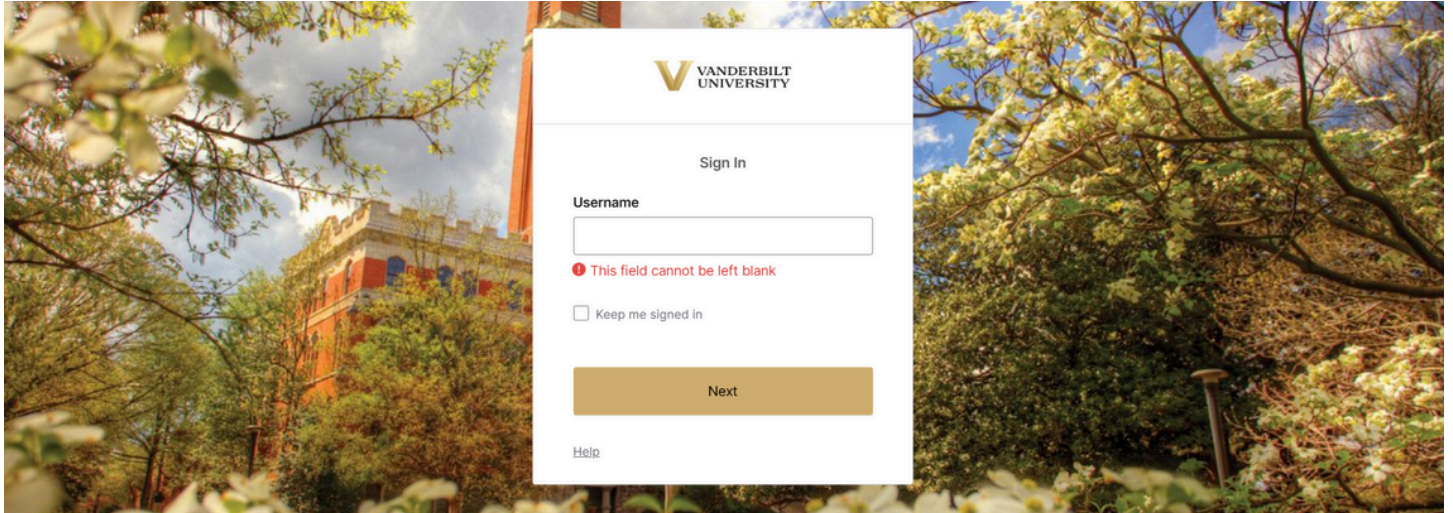 VANDERBILT
UNIVERSITY
Sign In
Username
This field cannot be left blank
Keep me signed in
Next
Help